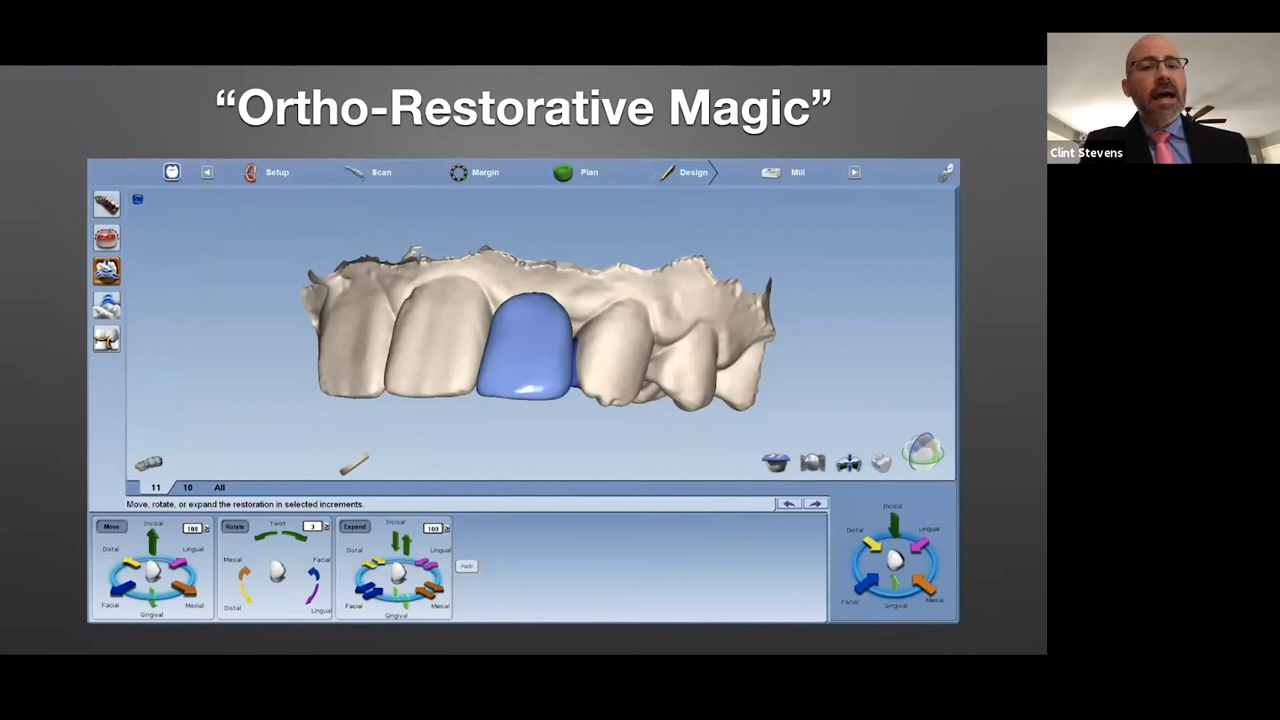 “Ortho-Restorative Magic”
Clint Stevens
Setup Scan Margin Plan Design Mill
11 10 All
Move, rotate, or expand the restoration in selected increments.
Move Incisal 100
Distal Lingual
Facial Mesial
Gingival
Rotate Twist 3
Mesial Facial
Distal Lingual
Expand Incisal 100
Distal Lingual
Facial Mesial
Gingival
Apply
Incisal
Distal Lingual
Facial Mesial
Gingival